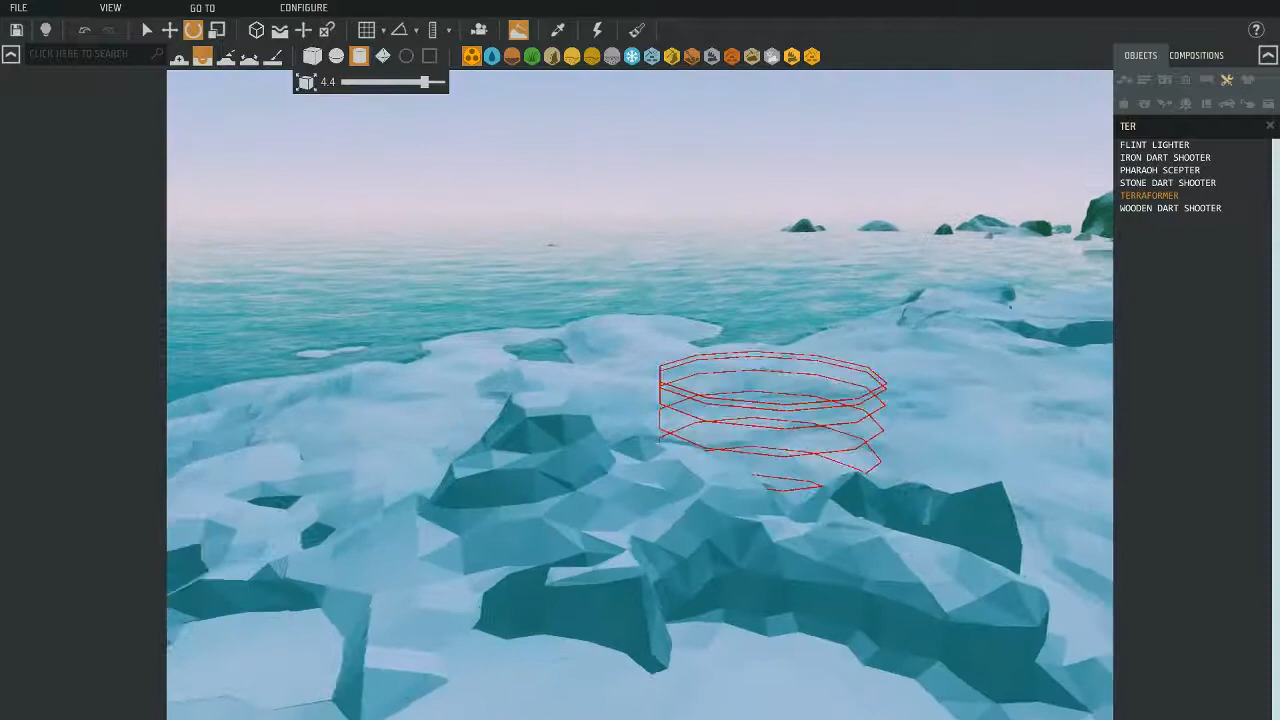 FILE VIEW GO TO CONFIGURE
CLICK HERE TO SEARCH
OBJECTS COMPOSITIONS
4.4
TER
FLINT LIGHTER
IRON DART SHOOTER
PHARAOH SCEPTER
STONE DART SHOOTER
TERRAFORMER
WOODEN DART SHOOTER